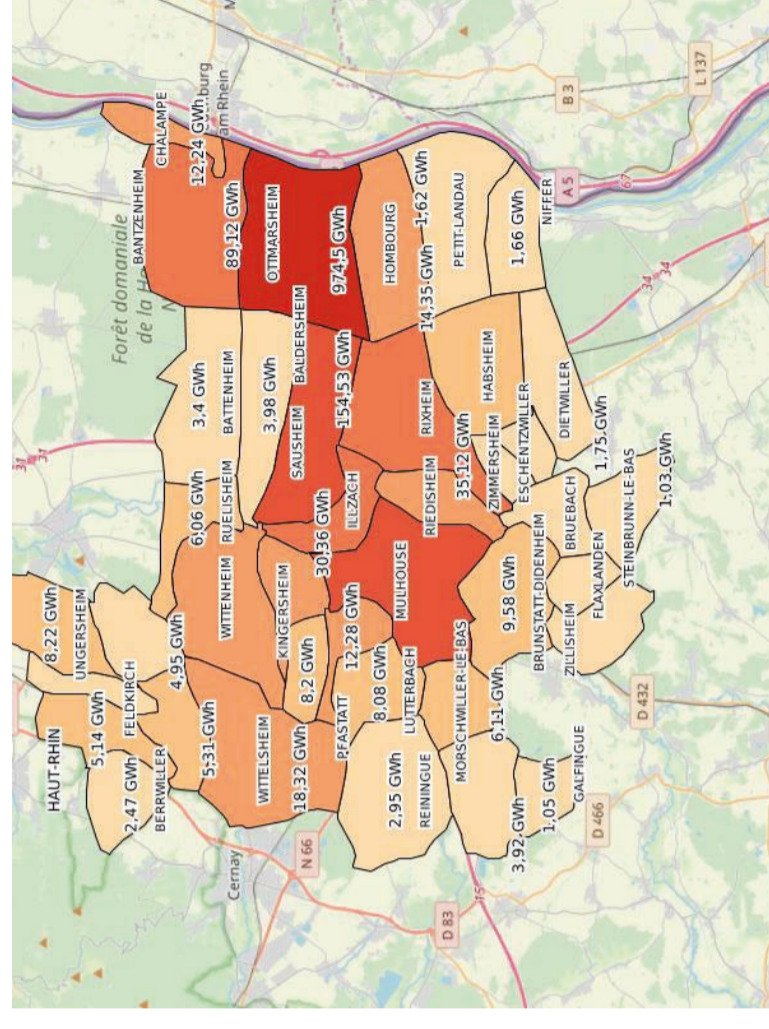 HAUT-RHIN
31
31
UNGERSHEIM
8,22 GWh
5,14 GWh
FELDKIRCH
Forêt domaniale
de la H
2,47 GWh
BERRWILLER
BANTZENHEIM
CHALAMPE
4,95 GWh
6,06 GWh
RUELISHEIM
3,4 GWh
BATTENHEIM
12,24 GWh
burg
am Rhein
5,31 GWh
WITTENHEIM
89,12 GWh
Cernay
WITTELSHEIM
KINGERSHEIM
3,98 GWh
OTTMARSHEIM
18,32 GWh
8,2 GWh
SAUSHEIM
BALDERSHEIM
N 66
30,36 GWh
974,5 GWh
PFASTATT
12,28 GWh
ILLZACH
154,53 GWh
8,08 GWh
HOMBOURG
2,95 GWh
REININGUE
LUTTERBACH
MULHOUSE
RIEDISHEIM
RIXHEIM
14,35 GWh
1,62 GWh
D 83
MORSCHWILLER-LE-BAS
35,12 GWh
PETIT-LANDAU
15
6,11 GWh
ZIMMERSHEIM
HABSHEIM
9,58 GWh
ESCHENTZWILLER
1,66 GWh
3,92 GWh
BRUNSTATT-DIDENHEIM
NIFFER
1,05 GWh
GALFINGUE
ZILLISHEIM
BRUEBACH
DIETWILLER
A 5
B 3
D 466
FLAXLANDEN
1,75 GWh
STEINBRUNN-LE-BAS
67
D 432
1,03 GWh
34
34
L 137